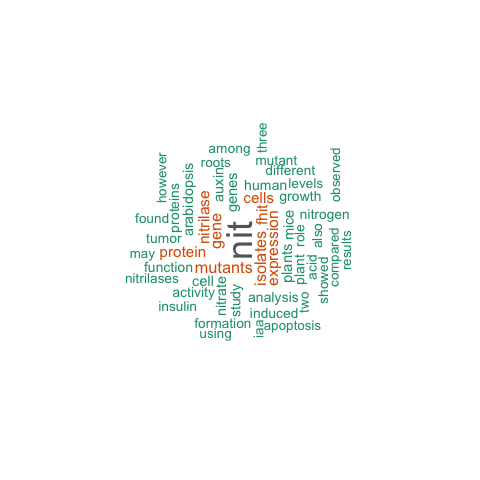 three
among
however
roots
mutant
different
observed
arabidopsis
proteins
auxins
genes
human
levels
cells
growth
nitrilase
gene
found
nit
fhit
isolates
expression
mice
plants
nitrogen
role
plant
also
acid
compared
results
showed
tumor
may
protein
function
mutants
nitrilases
cell
activity
nitrate
study
analysis
two
insulin
induced
formation
using
iaa
apoptosis